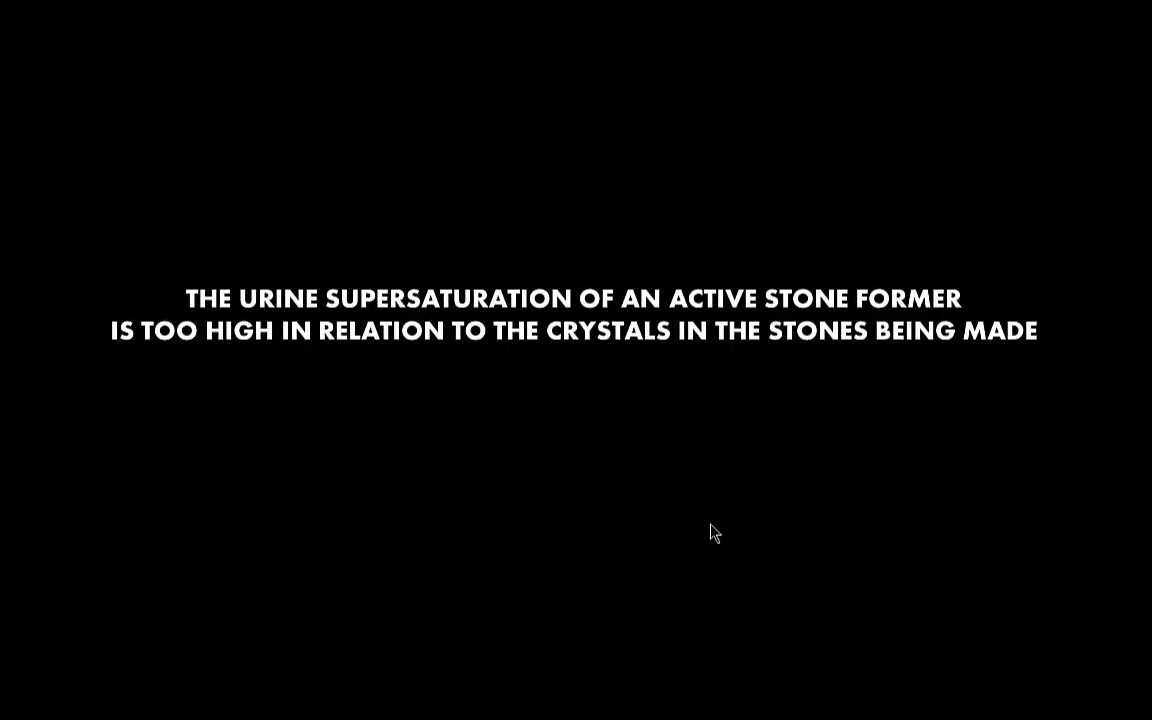 THE URINE SUPERSATURATION OF AN ACTIVE STONE FORMER
IS TOO HIGH IN RELATION TO THE CRYSTALS IN THE STONES BEING MADE